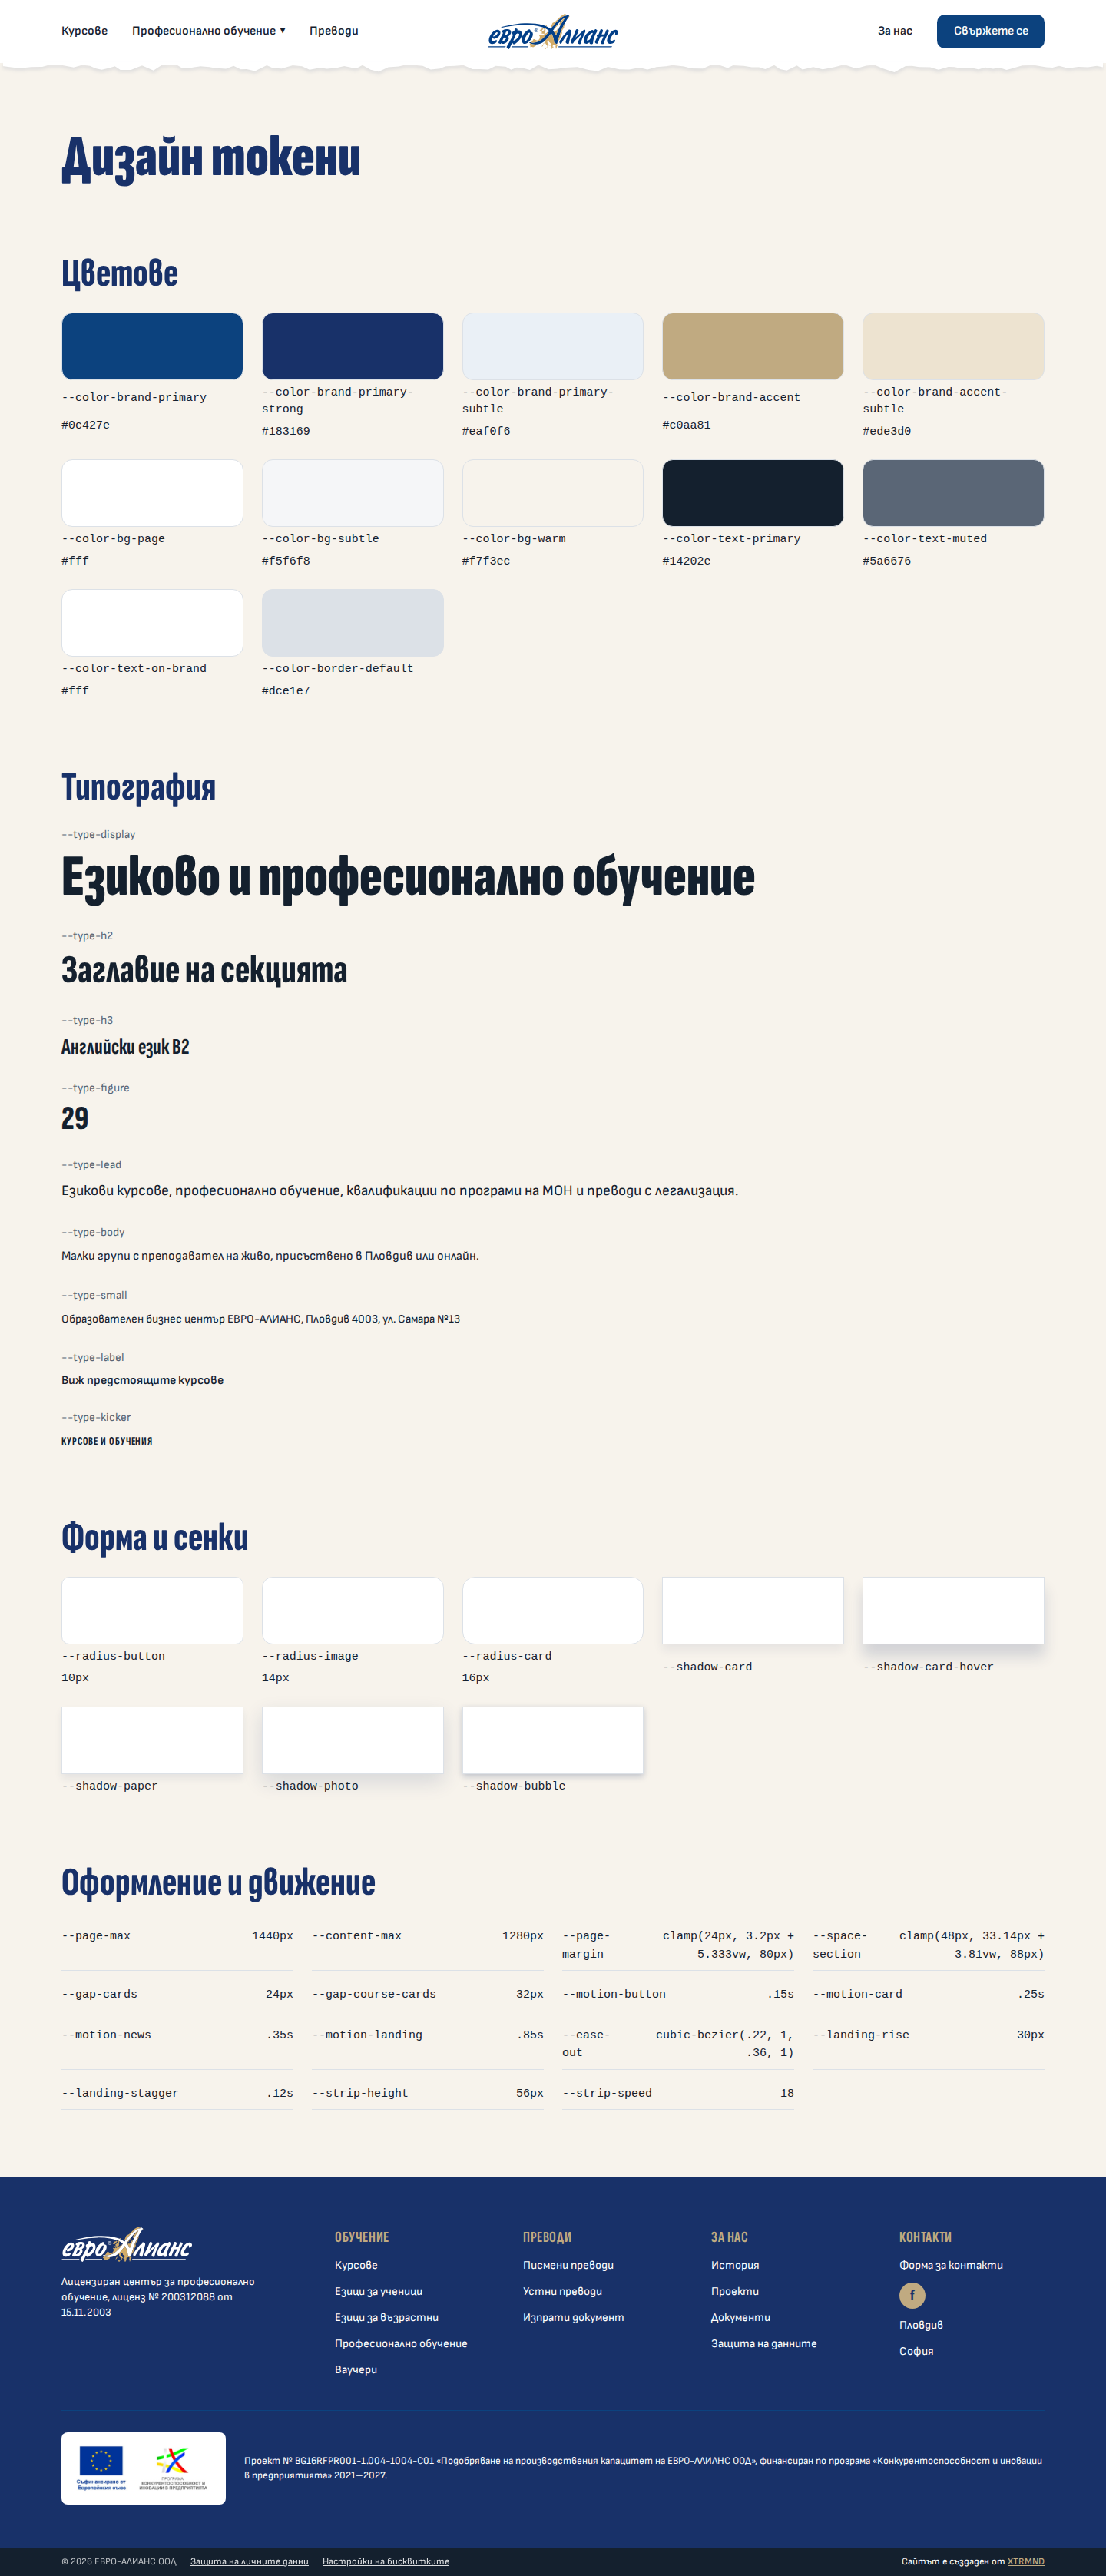 Курсове Професионално обучение ▾ Преводи евроАлианс За нас Свържете се
Дизайн токени
Цветове
--color-brand-primary
#0c427e
--color-brand-primary-
strong
#183169
--color-brand-primary-
subtle
#eaf0f6
--color-brand-accent
#c0aa81
--color-brand-accent-
subtle
#ede3d0
--color-bg-page
#fff
--color-bg-subtle
#f5f6f8
--color-bg-warm
#f7f3ec
--color-text-primary
#14202e
--color-text-muted
#5a6676
--color-text-on-brand
#fff
--color-border-default
#dce1e7
Типография
--type-display
Езиково и професионално обучение
--type-h2
Заглавие на секцията
--type-h3
Английски език B2
--type-figure
29
--type-lead
Езикови курсове, професионално обучение, квалификации по програми на МОН и преводи с легализация.
--type-body
Малки групи с преподавател на живо, присъствено в Пловдив или онлайн.
--type-small
Образователен бизнес център ЕВРО-АЛИАНС, Пловдив 4003, ул. Самара №13
--type-label
Виж предстоящите курсове
--type-kicker
КУРСОВЕ И ОБУЧЕНИЯ
Форма и сенки
--radius-button
10px
--radius-image
14px
--radius-card
16px
--shadow-card
--shadow-card-hover
--shadow-paper
--shadow-photo
--shadow-bubble
Оформление и движение
--page-max 1440px
--content-max 1280px
--page-margin clamp(24px, 3.2px + 5.333vw, 80px)
--space-section clamp(48px, 33.14px + 3.81vw, 88px)
--gap-cards 24px
--gap-course-cards 32px
--motion-button .15s
--motion-card .25s
--motion-news .35s
--motion-landing .85s
--ease-out cubic-bezier(.22, 1, .36, 1)
--landing-rise 30px
--landing-stagger .12s
--strip-height 56px
--strip-speed 18
евроАлианс
Лицензиран център за професионално
обучение, лиценз № 200312088 от
15.11.2003
ОБУЧЕНИЕ
Курсове
Езици за ученици
Езици за възрастни
Професионално обучение
Ваучери
ПРЕВОДИ
Писмени преводи
Устни преводи
Изпрати документ
ЗА НАС
История
Проекти
Документи
Защита на данните
КОНТАКТИ
Форма за контакти
f
Пловдив
София
Съфинансирано от
Европейския съюз
ПРОГРАМА
КОНКУРЕНТОСПОСОБНОСТ И
ИНОВАЦИИ В ПРЕДПРИЯТИЯТА
Проект № BG16RFPR001-1.004-1004-C01 «Подобряване на производствения капацитет на ЕВРО-АЛИАНС ООД», финансиран по програма «Конкурентоспособност и иновации
в предприятията» 2021–2027.
© 2026 ЕВРО-АЛИАНС ООД Защита на личните данни Настройки на бисквитките Сайтът е създаден от XTRMND